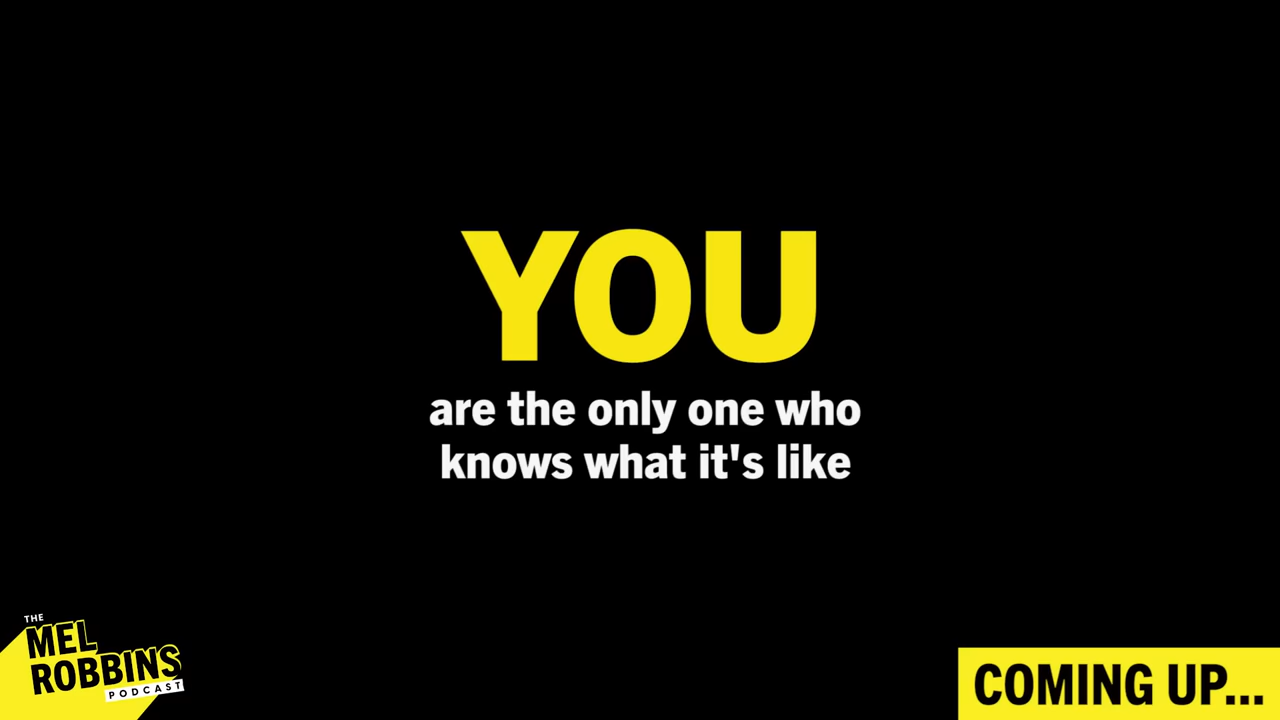 YOU
are the only one who
knows what it's like
THE
MEL
ROBBINS
PODCAST
COMING UP...